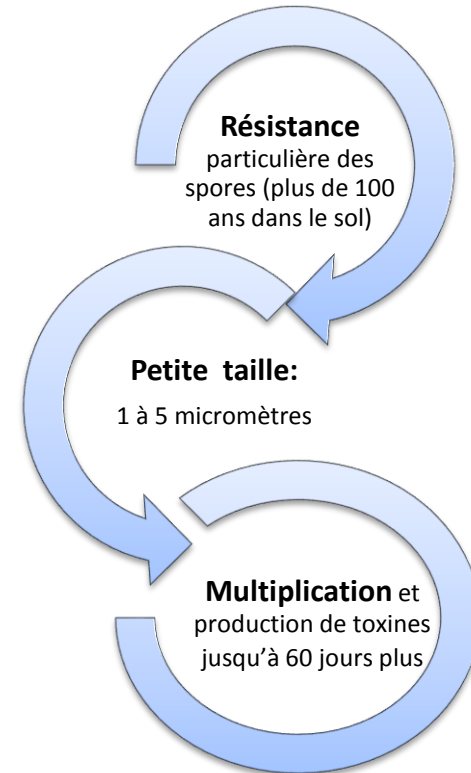 Résistance
particulière des
spores (plus de 100
ans dans le sol)
Petite taille:
1 à 5 micromètres
Multiplication et
production de toxines
jusqu’à 60 jours plus